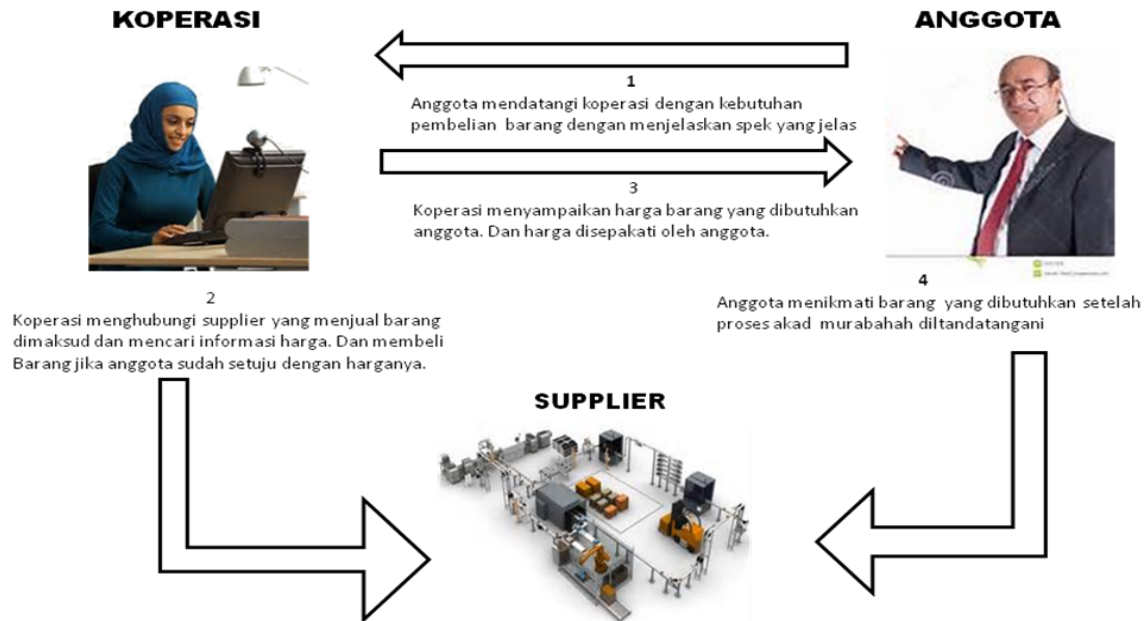 KOPERASI
ANGGOTA
1
Anggota mendatangi koperasi dengan kebutuhan
pembelian barang dengan menjelaskan spek yang jelas
3
Koperasi menyampaikan harga barang yang dibutuhkan
anggota. Dan harga disepakati oleh anggota.
2
Koperasi menghubungi supplier yang menjual barang
dimaksud dan mencari informasi harga. Dan membeli
Barang jika anggota sudah setuju dengan harganya.
4
Anggota menikmati barang yang dibutuhkan setelah
proses akad murabahah diltandatangani
SUPPLIER